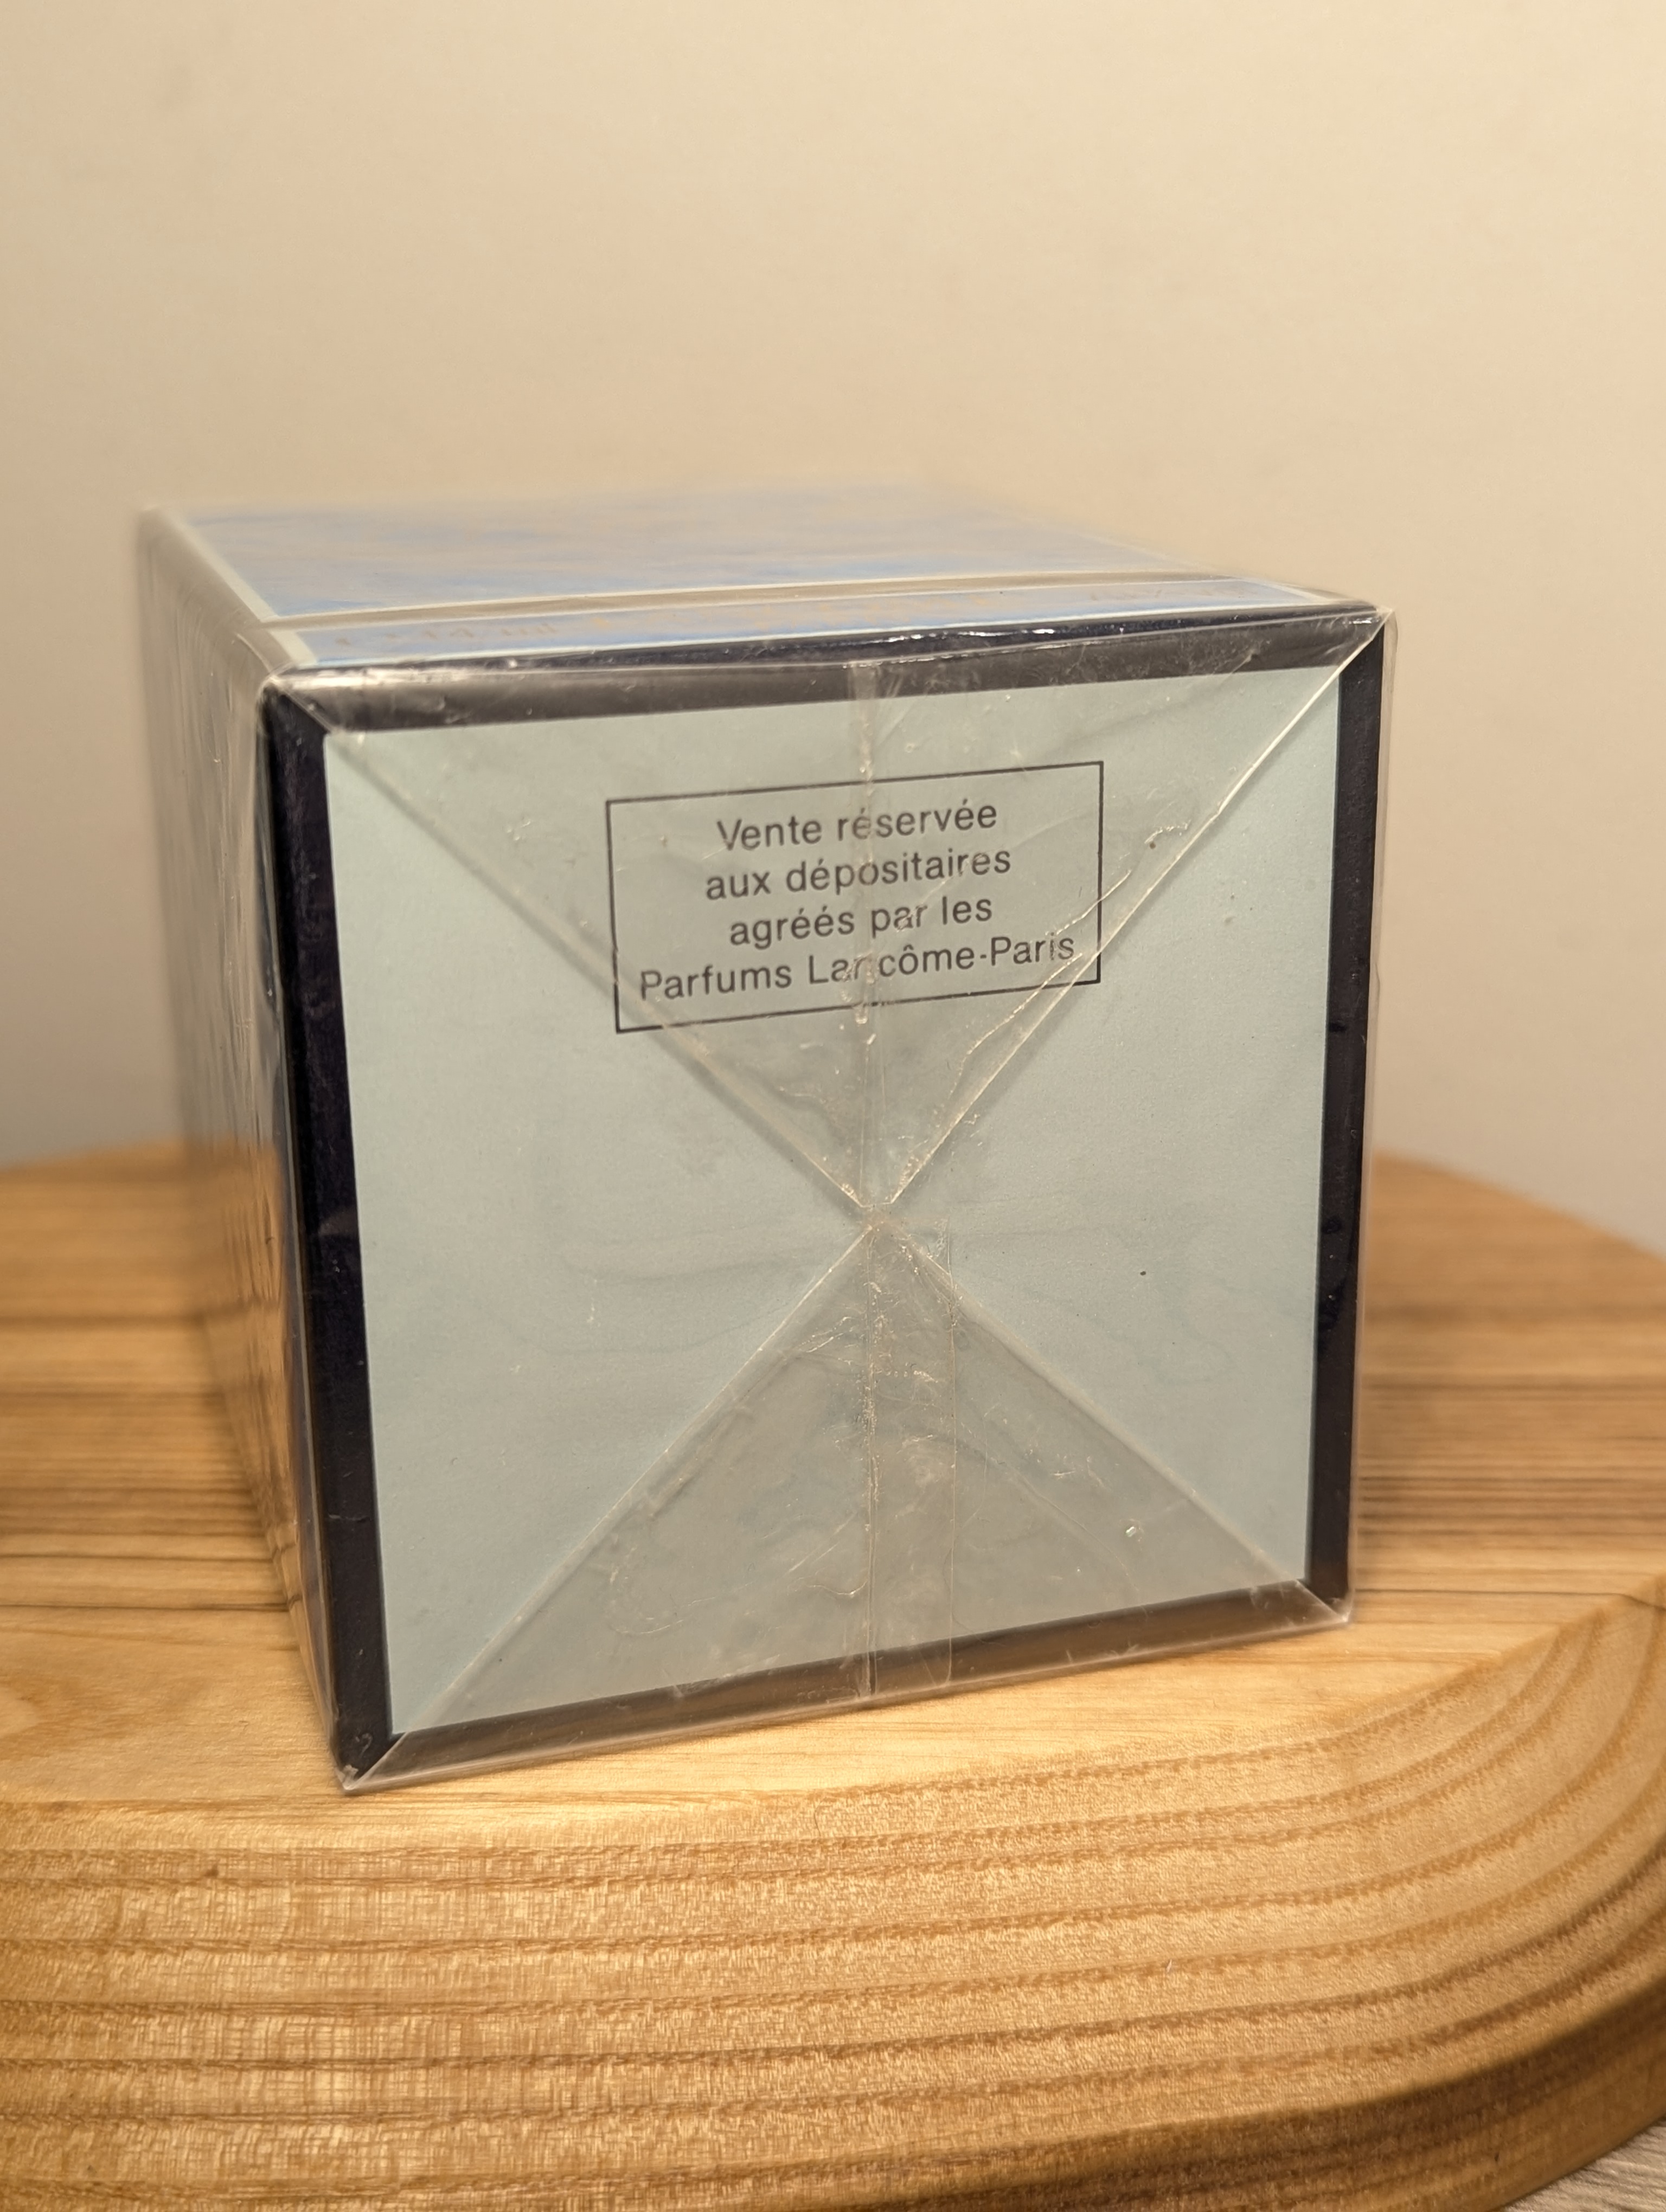 Vente réservée
aux dépositaires
agréés par les
Parfums Lancôme-Paris